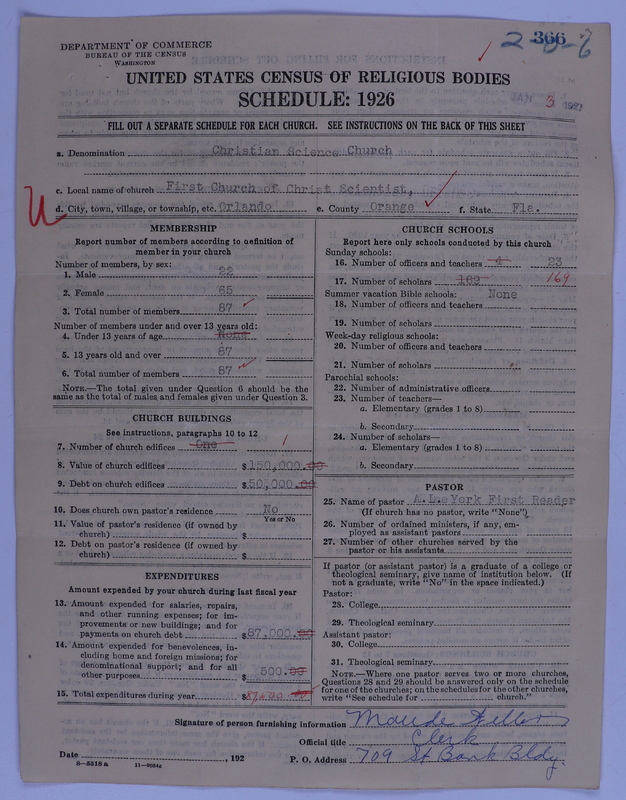 DEPARTMENT OF COMMERCE
BUREAU OF THE CENSUS
WASHINGTON
366
JAN 3 1927
UNITED STATES CENSUS OF RELIGIOUS BODIES
SCHEDULE: 1926
FILL OUT A SEPARATE SCHEDULE FOR EACH CHURCH. SEE INSTRUCTIONS ON THE BACK OF THIS SHEET
a. Denomination Christian Science Church
c. Local name of church First Church of Christ Scientist,
d. City, town, village, or township, etc. Orlando e. County Orange f. State Fla.
MEMBERSHIP
Report number of members according to definition of
member in your church
Number of members, by sex:
1. Male 22
2. Female 65
3. Total number of members 87
Number of members under and over 13 years old:
4. Under 13 years of age None
5. 13 years old and over 87
6. Total number of members 87
NOTE.—The total given under Question 6 should be the
same as the total of males and females given under Question 3.
CHURCH BUILDINGS
See instructions, paragraphs 10 to 12
7. Number of church edifices One 1
8. Value of church edifices $150,000.00
9. Debt on church edifices $50,000.00
10. Does church own pastor's residence No
Yes or No
11. Value of pastor's residence (if owned by
church) $
12. Debt on pastor's residence (if owned by
church) $
EXPENDITURES
Amount expended by your church during last fiscal year
13. Amount expended for salaries, repairs,
and other running expenses; for im-
provements or new buildings; and for
payments on church debt $87,000.00
14. Amount expended for benevolences, in-
cluding home and foreign missions; for
denominational support; and for all
other purposes $500.00
15. Total expenditures during year $
CHURCH SCHOOLS
Report here only schools conducted by this church
Sunday schools:
16. Number of officers and teachers 4 23
17. Number of scholars 169 169
Summer vacation Bible schools: None
18. Number of officers and teachers
19. Number of scholars
Week-day religious schools:
20. Number of officers and teachers
21. Number of scholars
Parochial schools:
22. Number of administrative officers
23. Number of teachers—
a. Elementary (grades 1 to 8)
b. Secondary
24. Number of scholars—
a. Elementary (grades 1 to 8)
b. Secondary
PASTOR
25. Name of pastor York First Reader
(If church has no pastor, write "None")
26. Number of ordained ministers, if any, em-
ployed as assistant pastors
27. Number of other churches served by the
pastor or his assistants
If pastor (or assistant pastor) is a graduate of a college or
theological seminary, give name of institution below. (If
not a graduate, write "No" in the space indicated.)
Pastor:
28. College
29. Theological seminary
Assistant pastor:
30. College
31. Theological seminary
NOTE.—Where one pastor serves two or more churches,
Questions 28 and 29 should be answered only on the schedule
for one of the churches; on the schedules for the other churches,
write "See schedule for church."
Signature of person furnishing information Maude
Official title Clerk
Date , 192 P. O. Address 709 St Bank Bldg.
8—5518 a